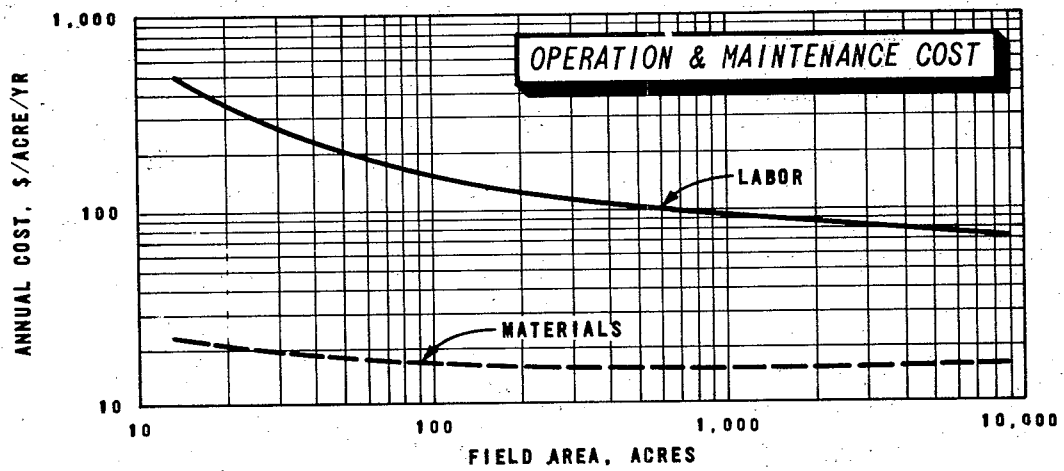 1,000
OPERATION & MAINTENANCE COST
ANNUAL COST, $/ACRE/YR
LABOR
100
MATERIALS
10
10
100
1,000
10,000
FIELD AREA, ACRES